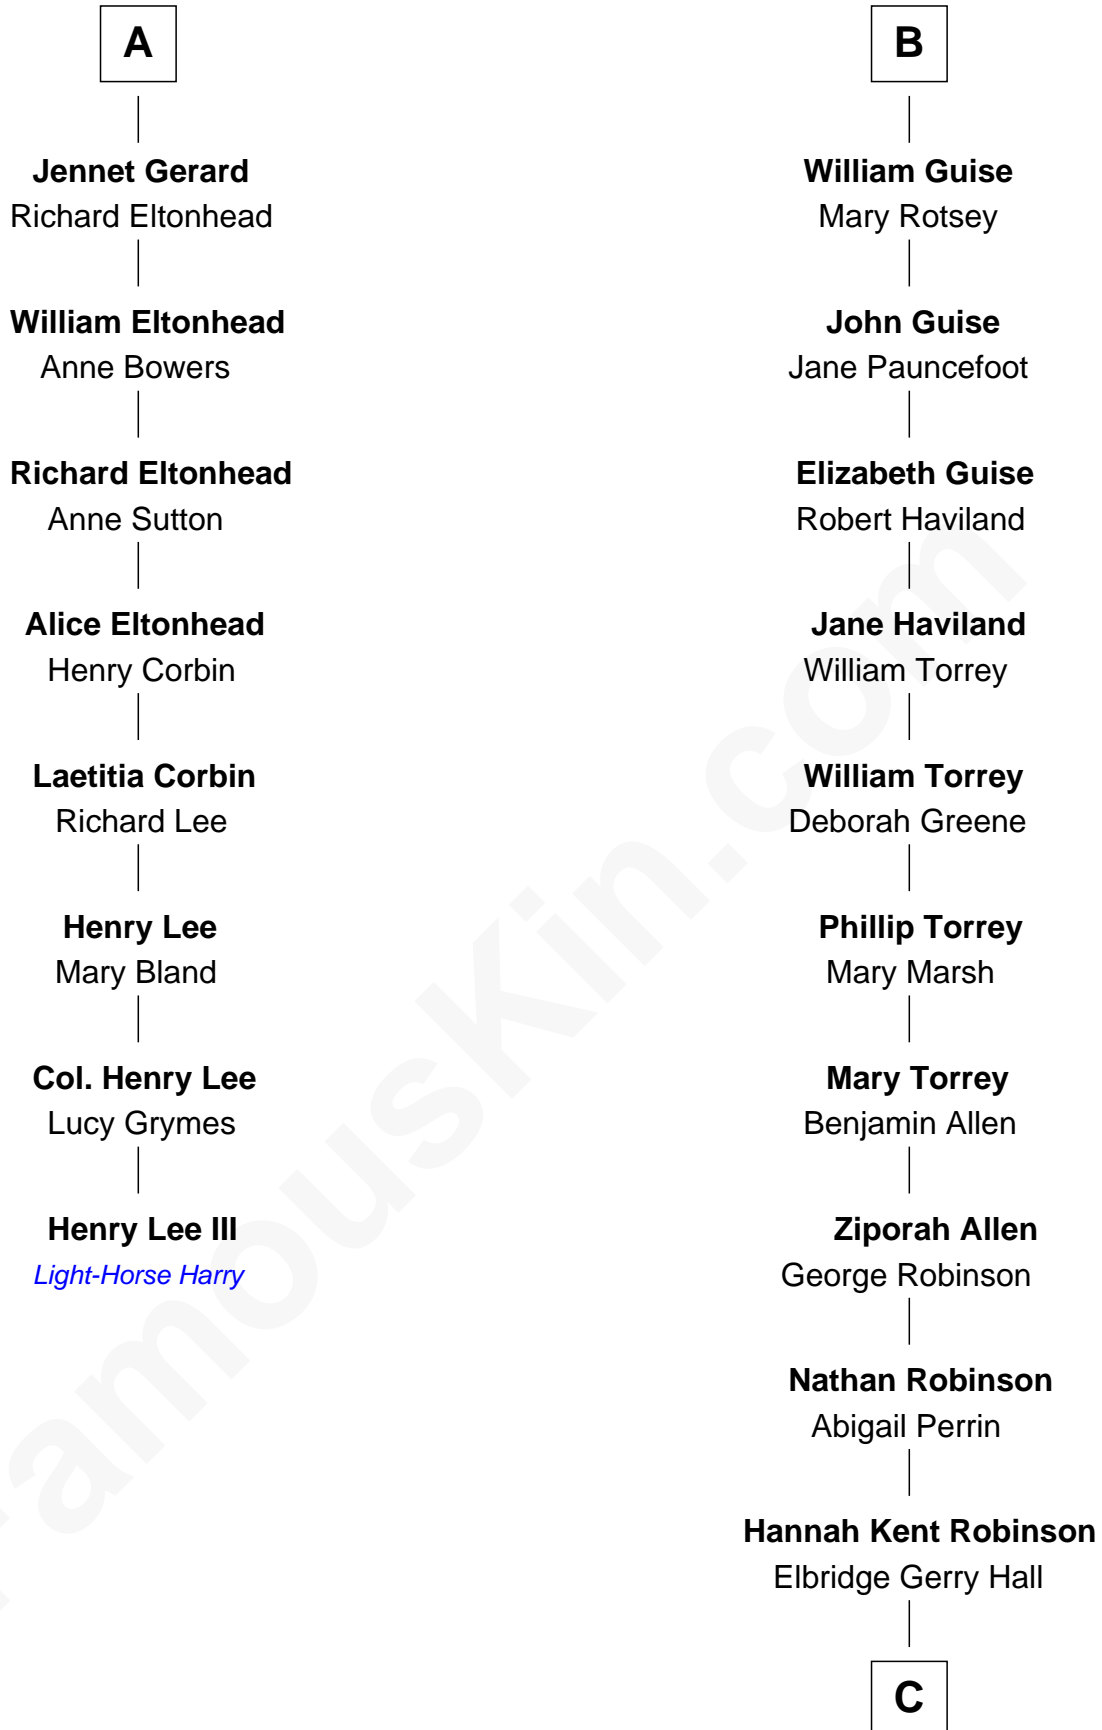 A
Jennet Gerard
Richard Eltonhead
William Eltonhead
Anne Bowers
Richard Eltonhead
Anne Sutton
Alice Eltonhead
Henry Corbin
Laetitia Corbin
Richard Lee
Henry Lee
Mary Bland
Col. Henry Lee
Lucy Grymes
Henry Lee III
Light-Horse Harry
B
William Guise
Mary Rotsey
John Guise
Jane Pauncefoot
Elizabeth Guise
Robert Haviland
Jane Haviland
William Torrey
William Torrey
Deborah Greene
Phillip Torrey
Mary Marsh
Mary Torrey
Benjamin Allen
Ziporah Allen
George Robinson
Nathan Robinson
Abigail Perrin
Hannah Kent Robinson
Elbridge Gerry Hall
C
FamousKin.com